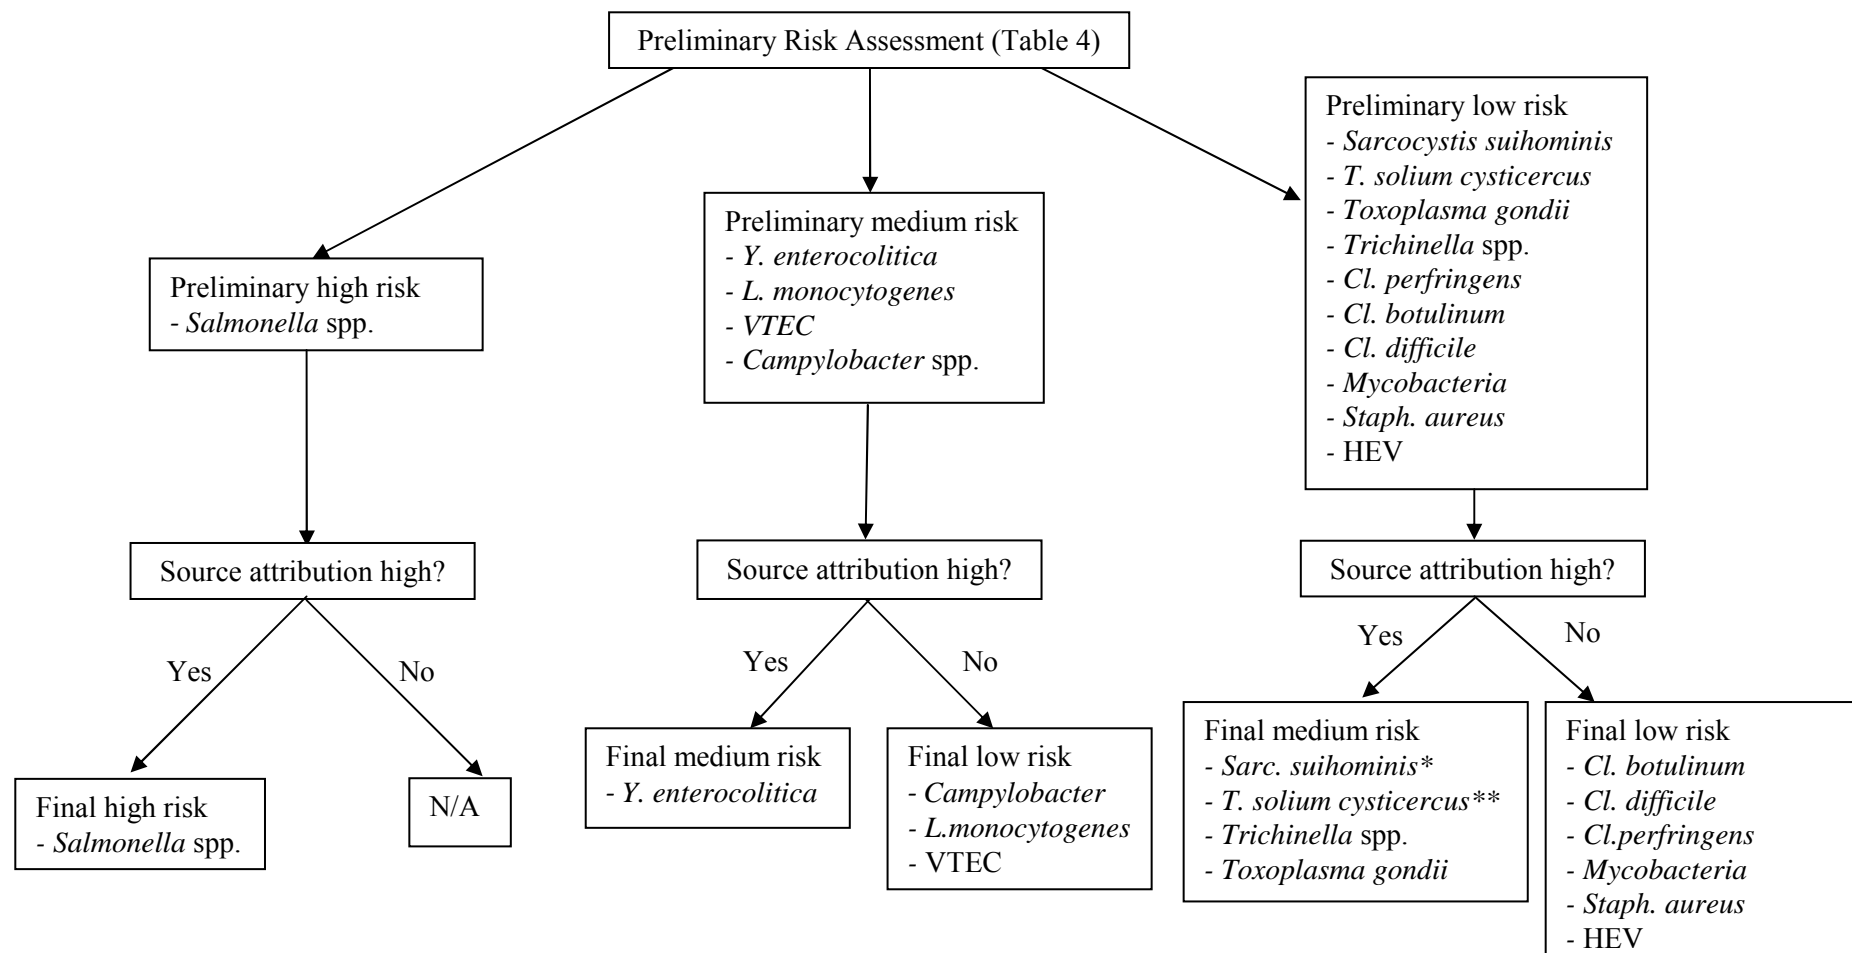 Preliminary Risk Assessment (Table 4)
Preliminary high risk
- Salmonella spp.
Preliminary medium risk
- Y. enterocolitica
- L. monocytogenes
- VTEC
- Campylobacter spp.
Preliminary low risk
- Sarcocystis suihominis
- T. solium cysticercus
- Toxoplasma gondii
- Trichinella spp.
- Cl. perfringens
- Cl. botulinum
- Cl. difficile
- Mycobacteria
- Staph. aureus
- HEV
Source attribution high?
Source attribution high?
Source attribution high?
Yes
No
Yes
No
Yes
No
Final high risk
- Salmonella spp.
N/A
Final medium risk
- Y. enterocolitica
Final low risk
- Campylobacter
- L.monocytogenes
- VTEC
Final medium risk
- Sarc. suihominis*
- T. solium cysticercus**
- Trichinella spp.
- Toxoplasma gondii
Final low risk
- Cl. botulinum
- Cl. difficile
- Cl.perfringens
- Mycobacteria
- Staph. aureus
- HEV